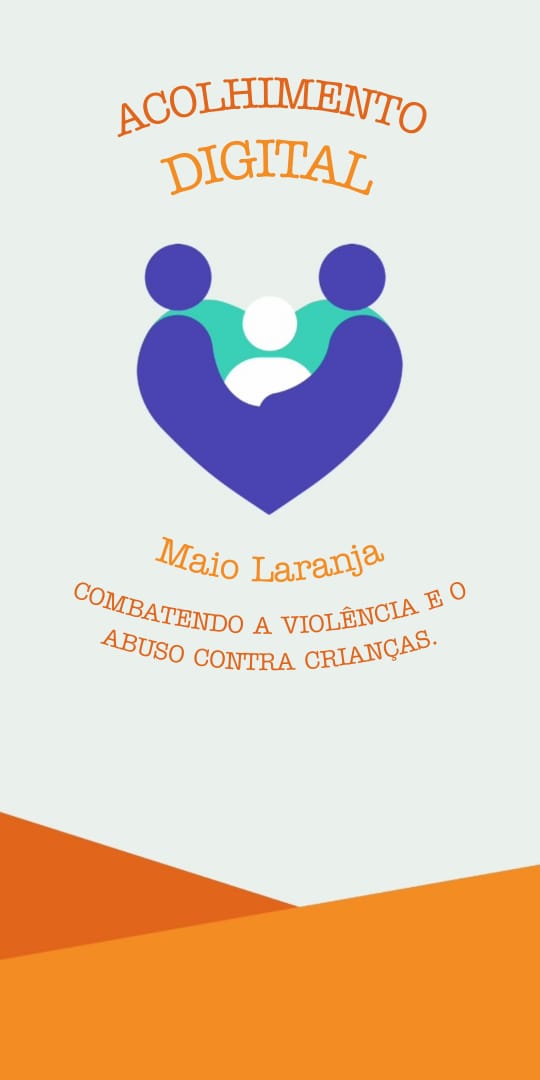 ACOLHIMENTO
DIGITAL
Maio Laranja
COMBATENDO A VIOLÊNCIA E O
ABUSO CONTRA CRIANÇAS.